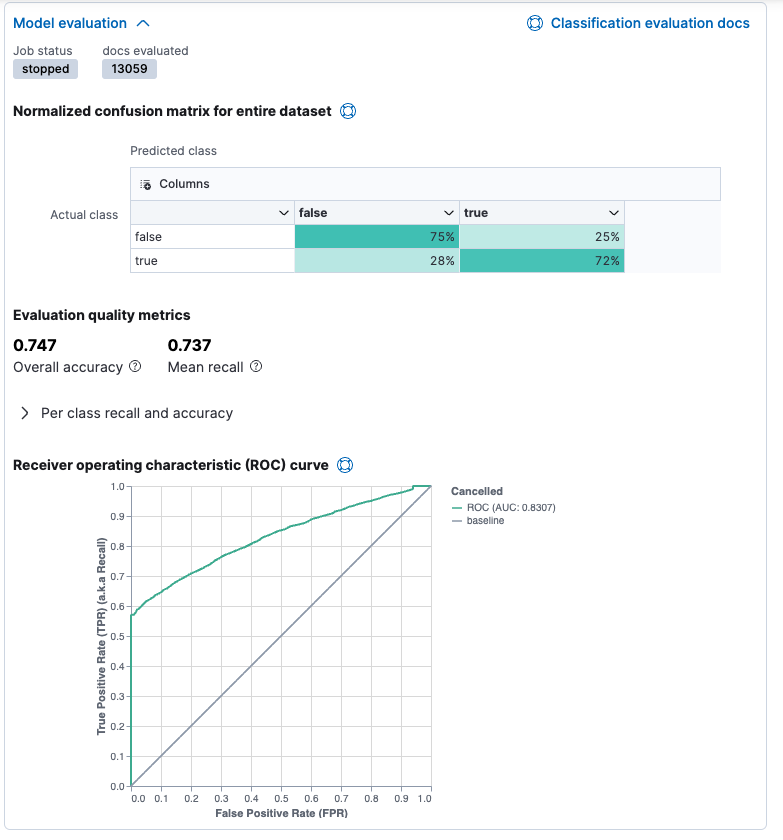 Model evaluation
Classification evaluation docs
Job status
docs evaluated
stopped
13059
Normalized confusion matrix for entire dataset
Predicted class
Columns
Actual class
false
true
false
75%
25%
true
28%
72%
Evaluation quality metrics
0.747
0.737
Overall accuracy ?
Mean recall ?
Per class recall and accuracy
Receiver operating characteristic (ROC) curve
Cancelled
ROC (AUC: 0.8307)
baseline
True Positive Rate (TPR) (a.k.a Recall)
1.0
0.9
0.8
0.7
0.6
0.5
0.4
0.3
0.2
0.1
0.0
0.0 0.1 0.2 0.3 0.4 0.5 0.6 0.7 0.8 0.9 1.0
False Positive Rate (FPR)